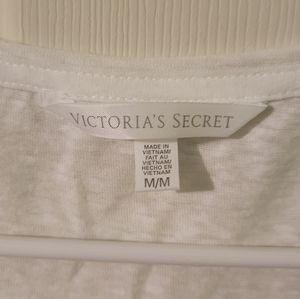 VICTORIA'S SECRET
MADE IN
VIETNAM/
FAIT AU
VIETNAM/
HECHO EN
VIETNAM
M/M